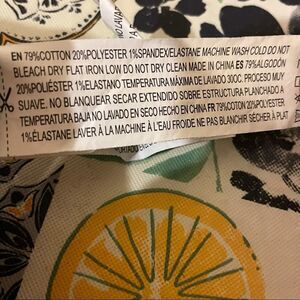 EN 79%COTTON 20%POLYESTER 1%SPANDEX,ELASTANE MACHINE WASH COLD DO NOT
BLEACH DRY FLAT IRON LOW DO NOT DRY CLEAN MADE IN CHINA ES 79%ALGODÓN
20%POLIÉSTER 1%ELASTANO TEMPERATURA MÁXIMA DE LAVADO 30OC. PROCESO MUY
SUAVE. NO BLANQUEAR SECAR EXTENDIDO SOBRE ESTRUCTURA PLANCHADO A
TEMPERATURA BAJA NO LAVADO EN SECO HECHO EN CHINA FR 79%COTON 20%POLYESTER
1%ÉLASTANE LAVER À LA MACHINE À L'EAU FROIDE NE PAS BLANCHIR SÉCHER À PLAT